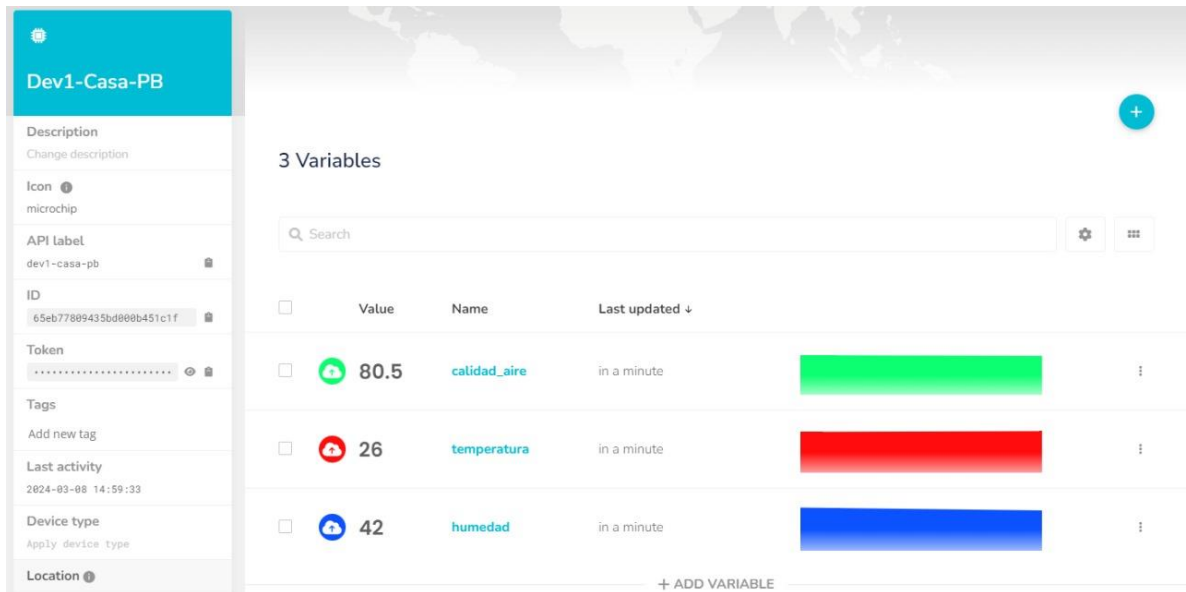 Dev1-Casa-PB
Description
Change description
Icon
microchip
API label
dev1-casa-pb
ID
65eb77809435bd000b451c1f
Token
Tags
Add new tag
Last activity
2024-03-08 14:59:33
Device type
Apply device type
Location
3 Variables
Search
Value Name Last updated ↓
80.5 calidad_aire in a minute
26 temperatura in a minute
42 humedad in a minute
+ ADD VARIABLE